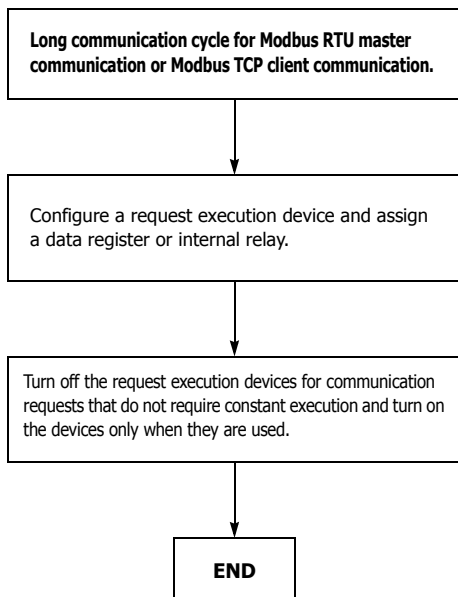 Long communication cycle for Modbus RTU master
communication or Modbus TCP client communication.
Configure a request execution device and assign
a data register or internal relay.
Turn off the request execution devices for communication
requests that do not require constant execution and turn on
the devices only when they are used.
END